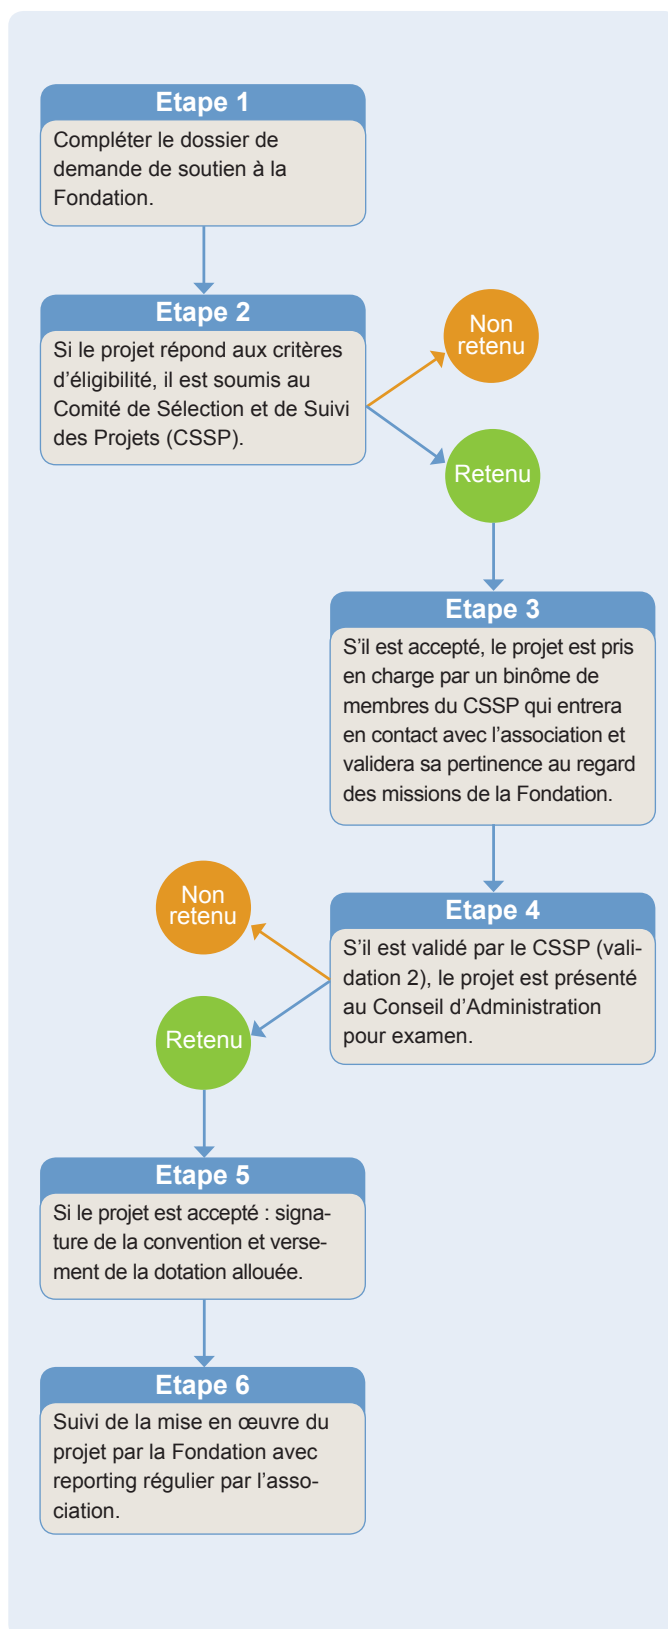 Etape 1
Compléter le dossier de
demande de soutien à la
Fondation.
Etape 2
Si le projet répond aux critères
d’éligibilité, il est soumis au
Comité de Sélection et de Suivi
des Projets (CSSP).
Non
retenu
Retenu
Etape 3
S’il est accepté, le projet est pris
en charge par un binôme de
membres du CSSP qui entrera
en contact avec l’association et
validera sa pertinence au regard
des missions de la Fondation.
Etape 4
S’il est validé par le CSSP (vali-
dation 2), le projet est présenté
au Conseil d’Administration
pour examen.
Non
retenu
Retenu
Etape 5
Si le projet est accepté : signa-
ture de la convention et verse-
ment de la dotation allouée.
Etape 6
Suivi de la mise en œuvre du
projet par la Fondation avec
reporting régulier par l’asso-
ciation.